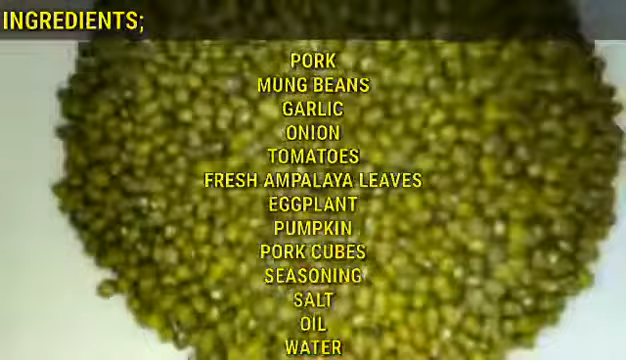 INGREDIENTS;
PORK
MUNG BEANS
GARLIC
ONION
TOMATOES
FRESH AMPALAYA LEAVES
EGGPLANT
PUMPKIN
PORK CUBES
SEASONING
SALT
OIL
WATER